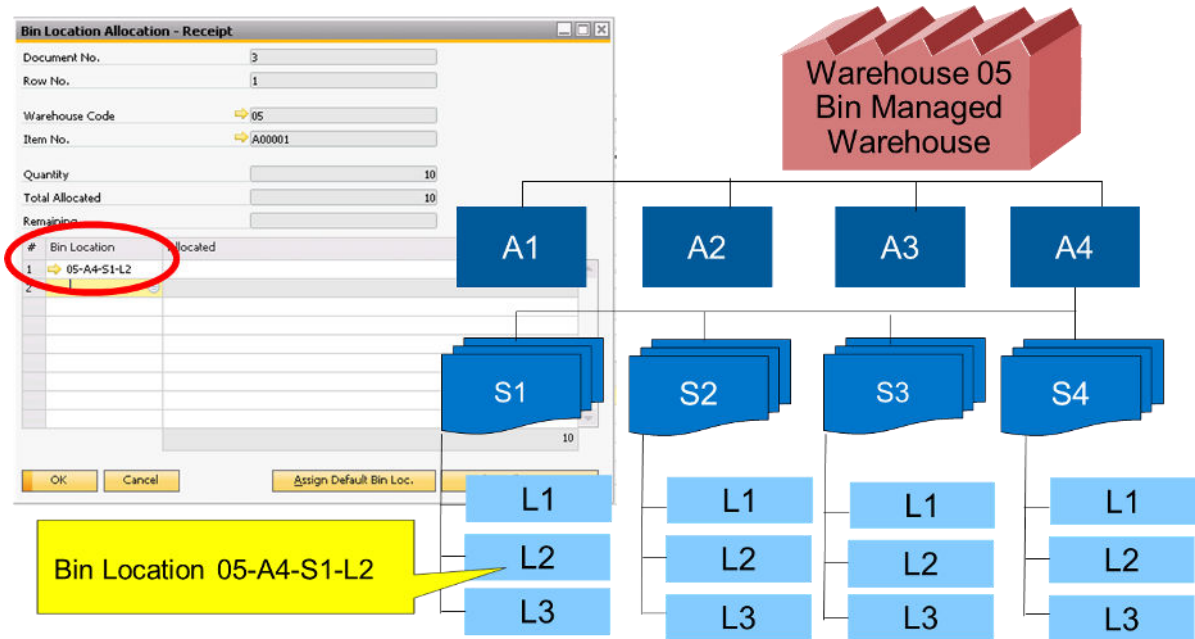 Bin Location Allocation - Receipt
Document No. 3
Row No. 1
Warehouse Code 05
Item No. A00001
Quantity 10
Total Allocated 10
Remaining
# Bin Location Allocated
1 05-A4-S1-L2
2
10
OK Cancel Assign Default Bin Loc.
Bin Location 05-A4-S1-L2
Warehouse 05
Bin Managed
Warehouse
A1 A2 A3 A4
S1 S2 S3 S4
L1 L1 L1 L1
L2 L2 L2 L2
L3 L3 L3 L3